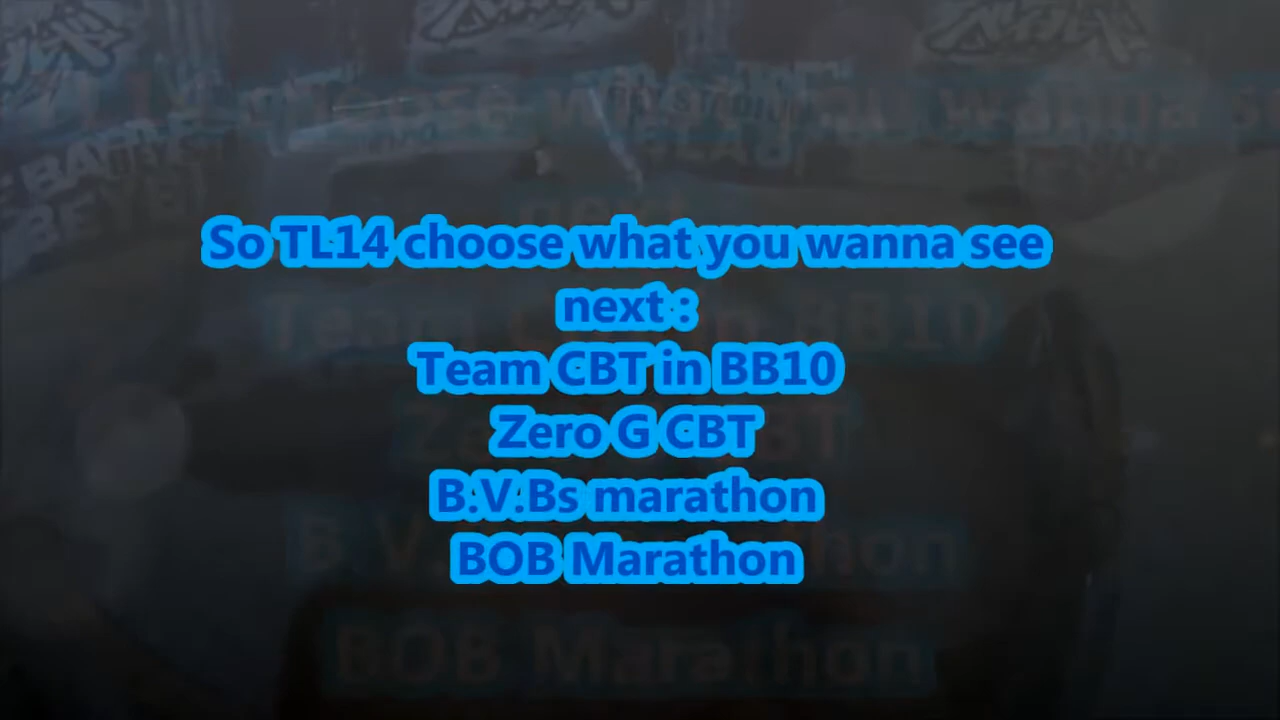 So TL14 choose what you wanna see
next :
Team CBT in BB10
Zero G CBT
B.V.Bs marathon
BOB Marathon